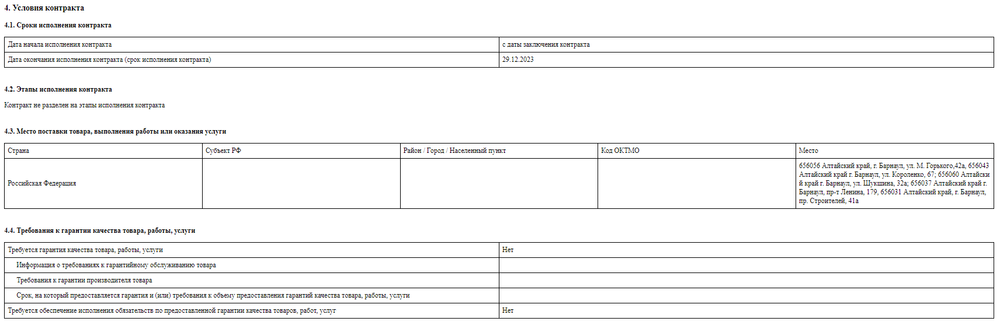 4. Условия контракта
4.1. Сроки исполнения контракта
Дата начала исполнения контракта
с даты заключения контракта
Дата окончания исполнения контракта (срок исполнения контракта)
29.12.2023
4.2. Этапы исполнения контракта
Контракт не разделен на этапы исполнения контракта
4.3. Место поставки товара, выполнения работы или оказания услуги
Страна
Субъект РФ
Район / Город / Населенный пункт
Код ОКТМО
Место
Российская Федерация
656056 Алтайский край, г. Барнаул, ул. М. Горького,42а, 656043
Алтайский край г. Барнаул, ул. Короленко, 67; 656060 Алтайски
й край г. Барнаул, ул. Шукшина, 32а; 656037 Алтайский край г.
Барнаул, пр-т Ленина, 179, 656031 Алтайский край, г. Барнаул,
пр. Строителей, 41а
4.4. Требования к гарантии качества товара, работы, услуги
Требуется гарантия качества товара, работы, услуги
Нет
Информация о требованиях к гарантийному обслуживанию товара
Требования к гарантии производителя товара
Срок, на который предоставляется гарантия и (или) требования к объему предоставления гарантий качества товара, работы, услуги
Требуется обеспечение исполнения обязательств по предоставленной гарантии качества товаров, работ, услуг
Нет